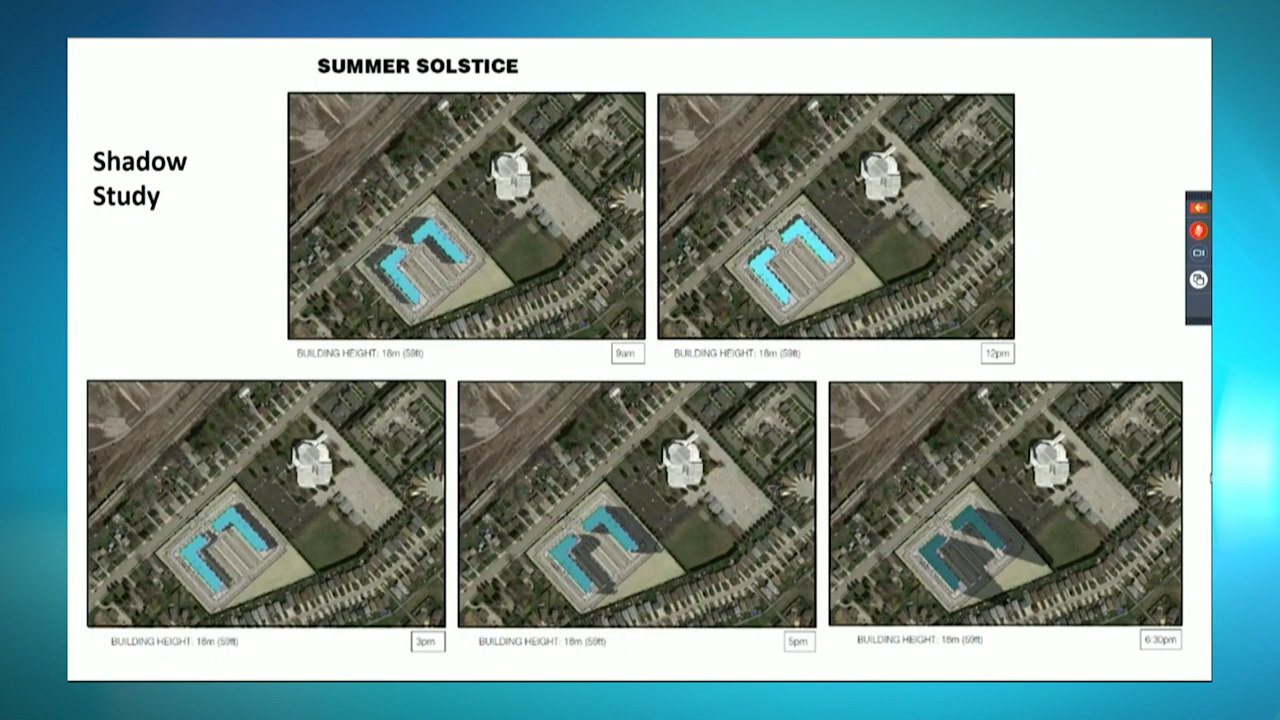 SUMMER SOLSTICE
Shadow
Study
BUILDING HEIGHT: 18m (59ft)
9am
BUILDING HEIGHT: 18m (59ft)
12pm
BUILDING HEIGHT: 18m (59ft)
3pm
BUILDING HEIGHT: 18m (59ft)
5pm
BUILDING HEIGHT: 18m (59ft)
6:30pm